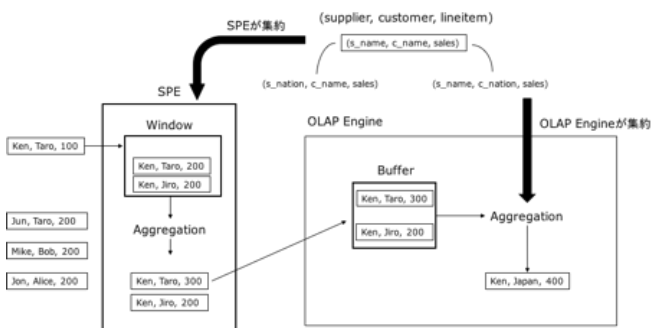 (supplier, customer, lineitem)
SPEが集約
(s_name, c_name, sales)
(s_nation, c_name, sales)
(s_name, c_nation, sales)
SPE
OLAP Engine
OLAP Engineが集約
Window
Ken, Taro, 100
Ken, Taro, 200
Ken, Jiro, 200
Buffer
Ken, Taro, 300
Ken, Jiro, 200
Jun, Taro, 200
Mike, Bob, 200
Jon, Alice, 200
Aggregation
Aggregation
Ken, Taro, 300
Ken, Jiro, 200
Ken, Japan, 400